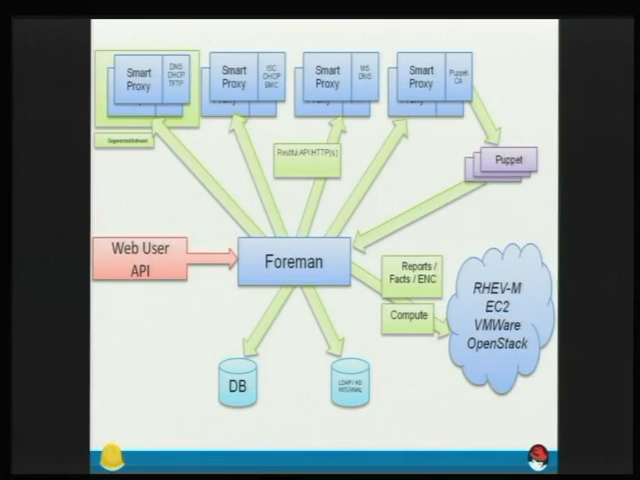 Smart
Proxy
DNS
DHCP
TFTP
Smart
Proxy
ISC
DHCP
BMC
Smart
Proxy
MS
DNS
Smart
Proxy
Puppet
CA
Restful API HTTP(s)
Puppet
Web User
API
Foreman
Reports /
Facts / ENC
Compute
RHEV-M
EC2
VMWare
OpenStack
DB
LDAP / AD
INTERNAL